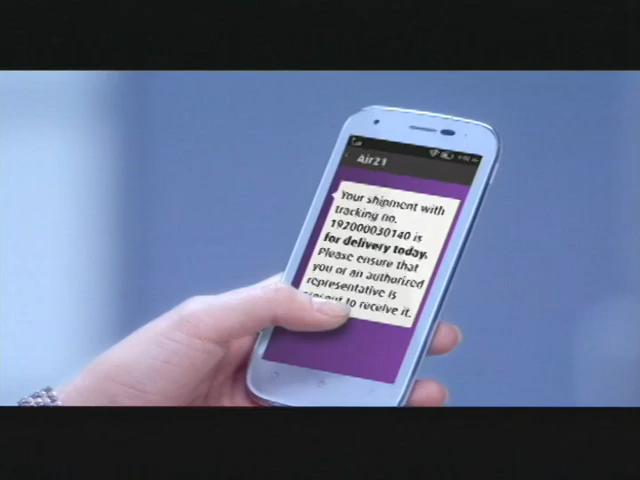 Air21
Your shipment with
tracking no.
192000030140 is
for delivery today.
Please ensure that
you or an authorized
representative is
to receive it.